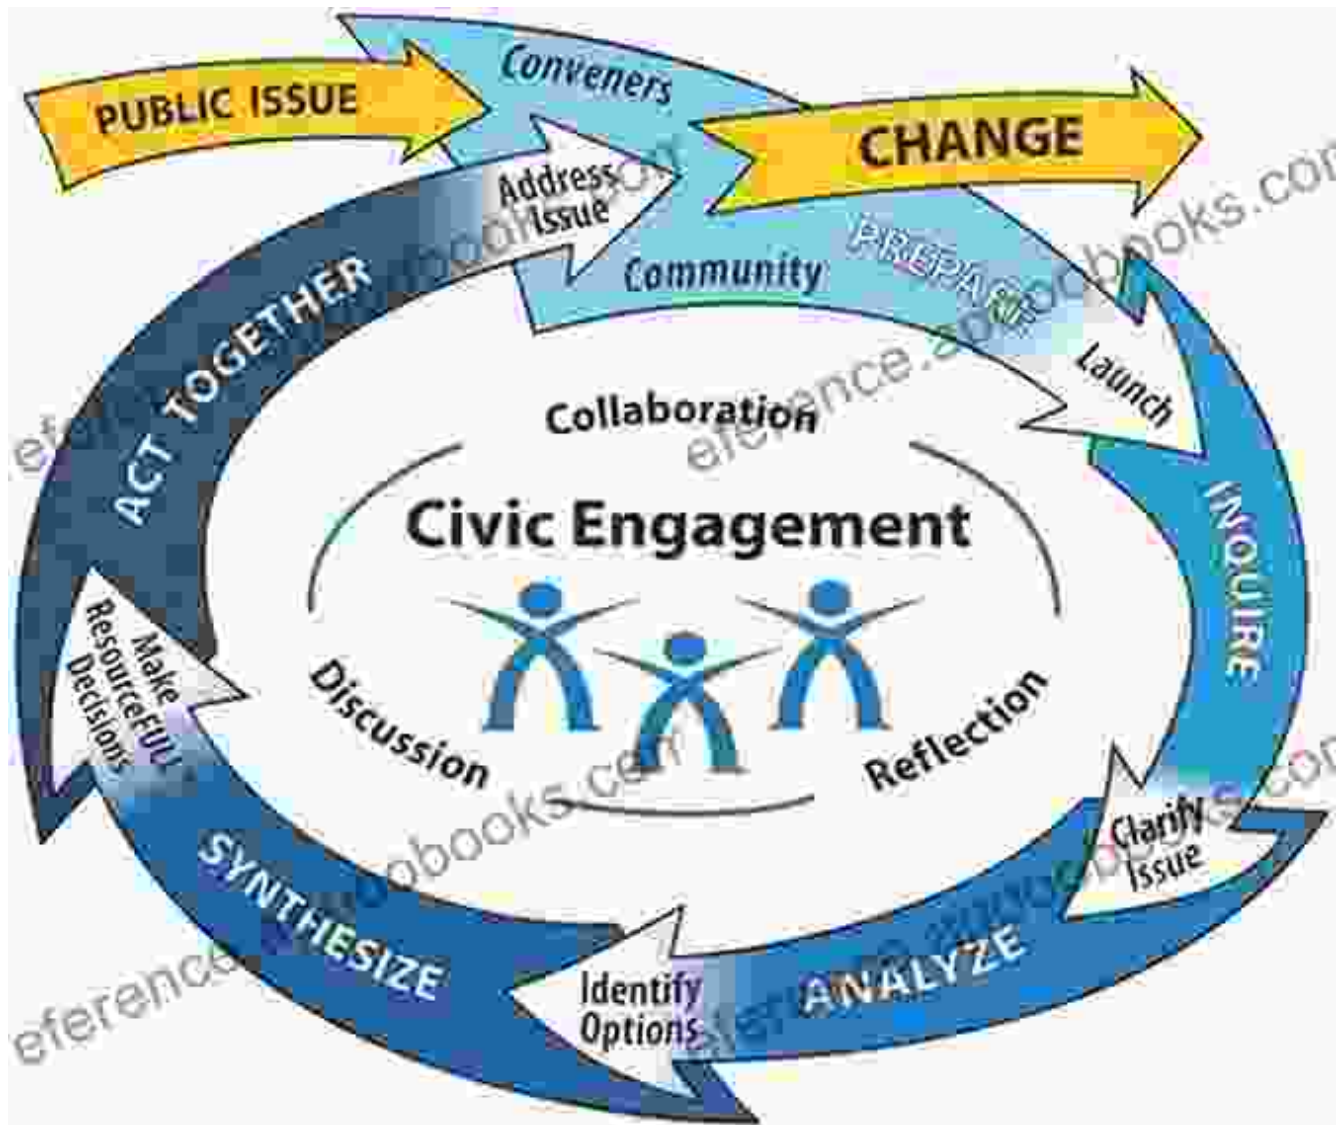 Conveners
PUBLIC ISSUE
CHANGE
Address
Issue
Community
PREPARE
Launch
INQUIRE
Clarify
Issue
ANALYZE
Identify
Options
SYNTHESIZE
Make
ResourceFULL
Decisions
ACT TOGETHER
Collaboration
Civic Engagement
Discussion
Reflection